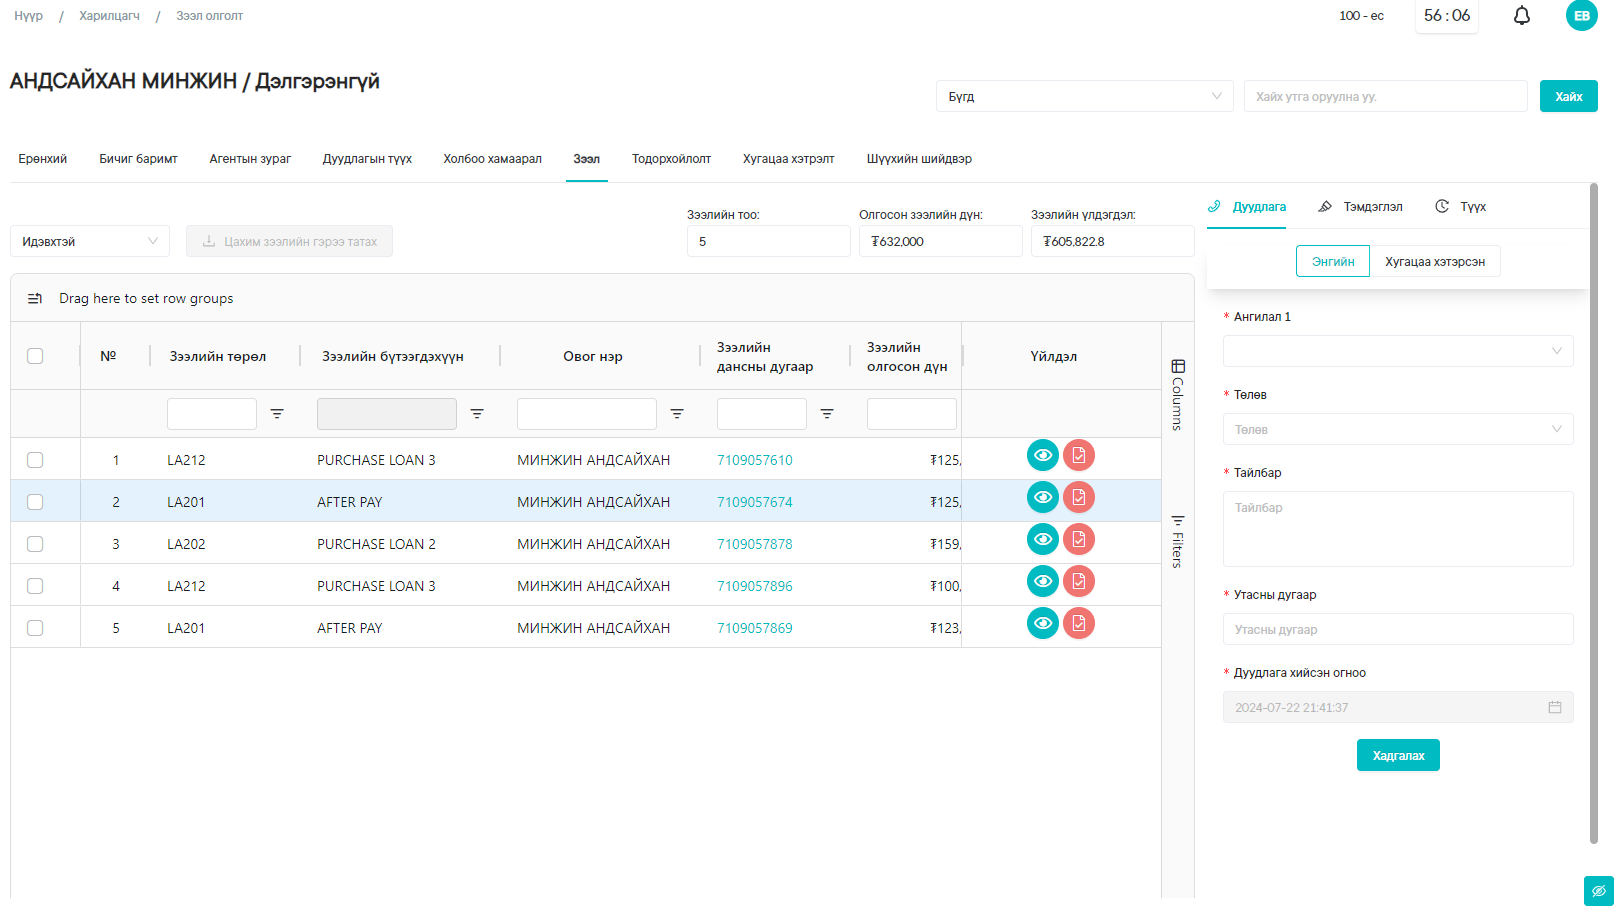 Нүүр / Харилцагч / Зээл олголт
100 - ес
56 : 06
EB
АНДСАЙХАН МИНЖИН / Дэлгэрэнгүй
Бүгд
Хайх утга оруулна уу.
Хайх
Ерөнхий
Бичиг баримт
Агентын зураг
Дуудлагын түүх
Холбоо хамаарал
Зээл
Тодорхойлолт
Хугацаа хэтрэлт
Шүүхийн шийдвэр
Идэвхтэй
Цахим зээлийн гэрээ татах
Зээлийн тоо:
5
Олгосон зээлийн дүн:
₮632,000
Зээлийн үлдэгдэл:
₮605,822.8
Drag here to set row groups
№
Зээлийн төрөл
Зээлийн бүтээгдэхүүн
Овог нэр
Зээлийн
дансны дугаар
Зээлийн
олгосон дүн
Үйлдэл
1 LA212 PURCHASE LOAN 3 МИНЖИН АНДСАЙХАН 7109057610 ₮125,
2 LA201 AFTER PAY МИНЖИН АНДСАЙХАН 7109057674 ₮125,
3 LA202 PURCHASE LOAN 2 МИНЖИН АНДСАЙХАН 7109057878 ₮159,
4 LA212 PURCHASE LOAN 3 МИНЖИН АНДСАЙХАН 7109057896 ₮100,
5 LA201 AFTER PAY МИНЖИН АНДСАЙХАН 7109057869 ₮123,
Columns
Filters
Дуудлага
Тэмдэглэл
Түүх
Энгийн
Хугацаа хэтэрсэн
* Ангилал 1
* Төлөв
Төлөв
* Тайлбар
Тайлбар
* Утасны дугаар
Утасны дугаар
* Дуудлага хийсэн огноо
2024-07-22 21:41:37
Хадгалах